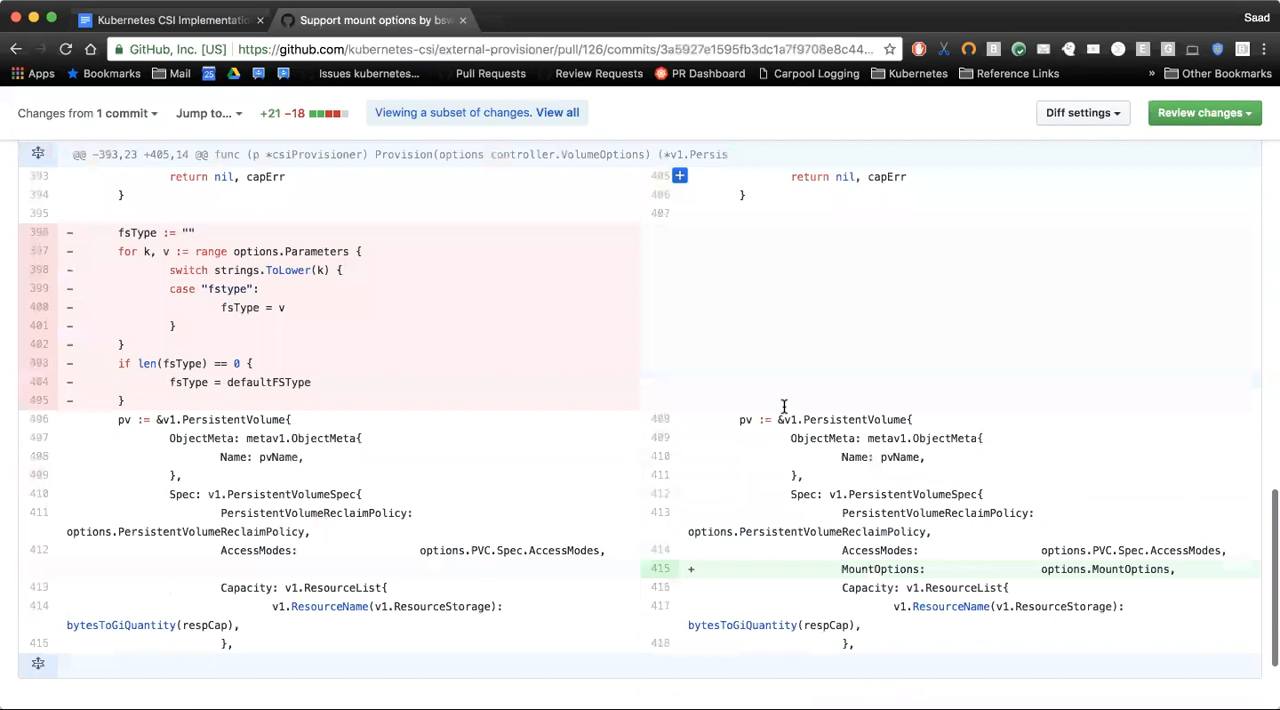 Kubernetes CSI Implementatio
Support mount options by bsw
Saad
GitHub, Inc. [US]
https://github.com/kubernetes-csi/external-provisioner/pull/126/commits/3a5927e1595fb3dc1a7f9708e8c44...
Apps Bookmarks Mail 25 Issues kubernetes... Pull Requests Review Requests PR Dashboard Carpool Logging Kubernetes Reference Links » Other Bookmarks
Changes from 1 commit Jump to... +21 −18 Viewing a subset of changes. View all Diff settings Review changes
@@ -393,23 +405,14 @@ func (p *csiProvisioner) Provision(options controller.VolumeOptions) (*v1.Persis
393 return nil, capErr 405 + return nil, capErr
394 } 406 }
395 407
396 - fsType := ""
397 - for k, v := range options.Parameters {
398 - switch strings.ToLower(k) {
399 - case "fstype":
400 - fsType = v
401 - }
402 - }
403 - if len(fsType) == 0 {
404 - fsType = defaultFSType
405 - }
406 pv := &v1.PersistentVolume{ 408 pv := &v1.PersistentVolume{
407 ObjectMeta: metav1.ObjectMeta{ 409 ObjectMeta: metav1.ObjectMeta{
408 Name: pvName, 410 Name: pvName,
409 }, 411 },
410 Spec: v1.PersistentVolumeSpec{ 412 Spec: v1.PersistentVolumeSpec{
411 PersistentVolumeReclaimPolicy: 413 PersistentVolumeReclaimPolicy:
options.PersistentVolumeReclaimPolicy, options.PersistentVolumeReclaimPolicy,
412 AccessModes: options.PVC.Spec.AccessModes, 414 AccessModes: options.PVC.Spec.AccessModes,
415 + MountOptions: options.MountOptions,
413 Capacity: v1.ResourceList{ 416 Capacity: v1.ResourceList{
414 v1.ResourceName(v1.ResourceStorage): 417 v1.ResourceName(v1.ResourceStorage):
bytesToGiQuantity(respCap), bytesToGiQuantity(respCap),
415 }, 418 },